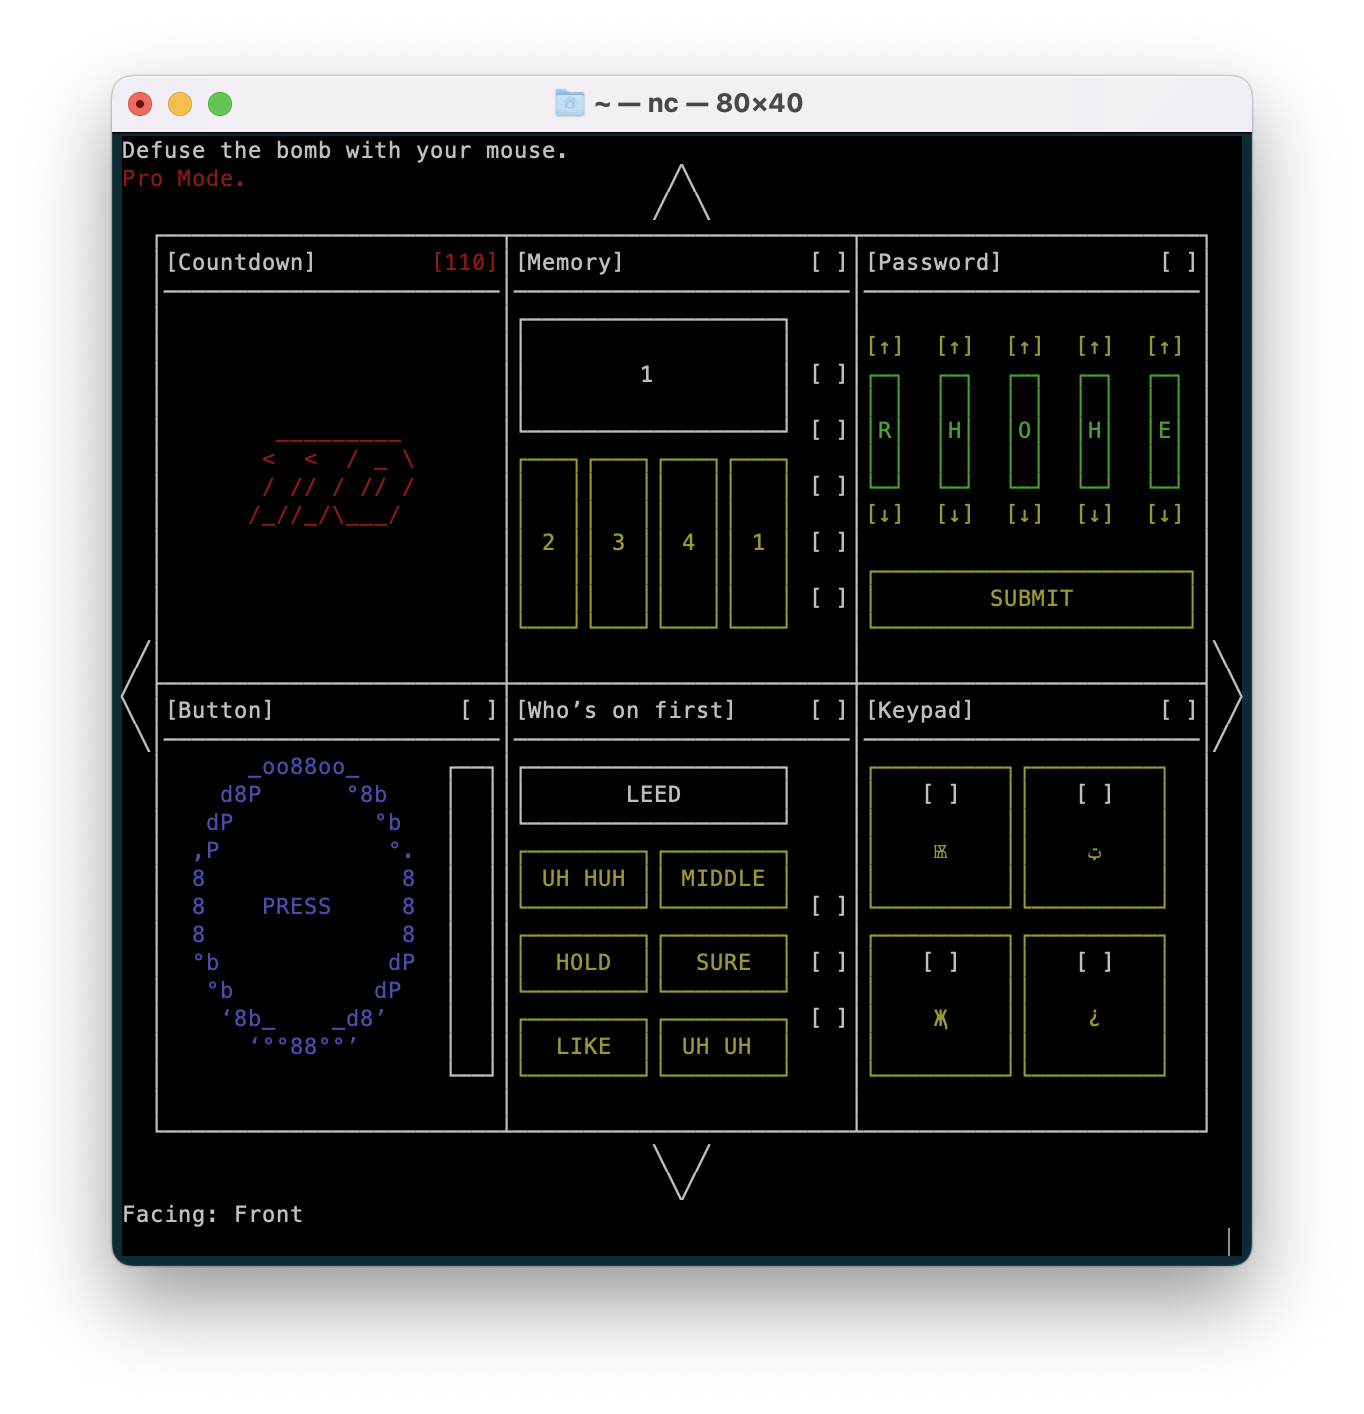 ~ — nc — 80×40
Defuse the bomb with your mouse.
Pro Mode.
[Countdown] [110]
[Memory] [ ]
1
[ ]
[ ]
[ ]
[ ]
[ ]
2 3 4 1
[Password] [ ]
[↑] [↑] [↑] [↑] [↑]
R H O H E
[↓] [↓] [↓] [↓] [↓]
SUBMIT
[Button] [ ]
PRESS
[Who’s on first] [ ]
LEED
UH HUH MIDDLE
[ ]
HOLD SURE [ ]
[ ]
LIKE UH UH
[Keypad] [ ]
[ ] [ ]
ت
[ ] [ ]
Җ ¿
Facing: Front